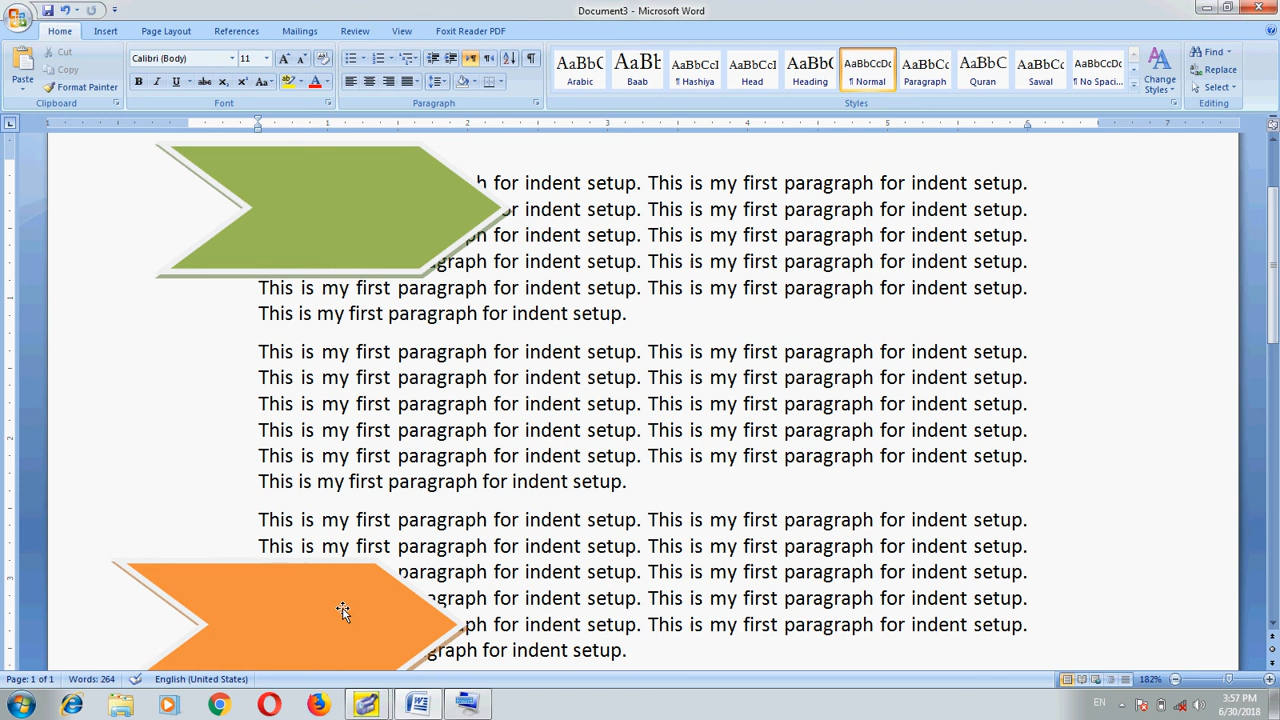 Document3 - Microsoft Word
Home Insert Page Layout References Mailings Review View Foxit Reader PDF
Paste
Cut
Copy
Format Painter
Clipboard
Calibri (Body) 11
B I U abc x₂ x² Aa
Font
Paragraph
AaBbC AaBb AaBbCcI AaBbCcI AaBbC AaBbCcDc AaBbCc AaBbC AaBbCc AaBbCcDc
Arabic Baab ¶ Hashiya Head Heading ¶ Normal Paragraph Quran Sawal ¶ No Spaci...
Change Styles
Styles
Find
Replace
Select
Editing
1 1 2 3 4 5 6 7
h for indent setup. This is my first paragraph for indent setup.
or indent setup. This is my first paragraph for indent setup.
ph for indent setup. This is my first paragraph for indent setup.
agraph for indent setup. This is my first paragraph for indent setup.
This is my first paragraph for indent setup. This is my first paragraph for indent setup.
This is my first paragraph for indent setup.
This is my first paragraph for indent setup. This is my first paragraph for indent setup.
This is my first paragraph for indent setup. This is my first paragraph for indent setup.
This is my first paragraph for indent setup. This is my first paragraph for indent setup.
This is my first paragraph for indent setup. This is my first paragraph for indent setup.
This is my first paragraph for indent setup. This is my first paragraph for indent setup.
This is my first paragraph for indent setup.
This is my first paragraph for indent setup. This is my first paragraph for indent setup.
This is my first paragraph for indent setup. This is my first paragraph for indent setup.
paragraph for indent setup. This is my first paragraph for indent setup.
agraph for indent setup. This is my first paragraph for indent setup.
ph for indent setup. This is my first paragraph for indent setup.
graph for indent setup.
Page: 1 of 1 Words: 264 English (United States) 182%
EN 3:57 PM
6/30/2018